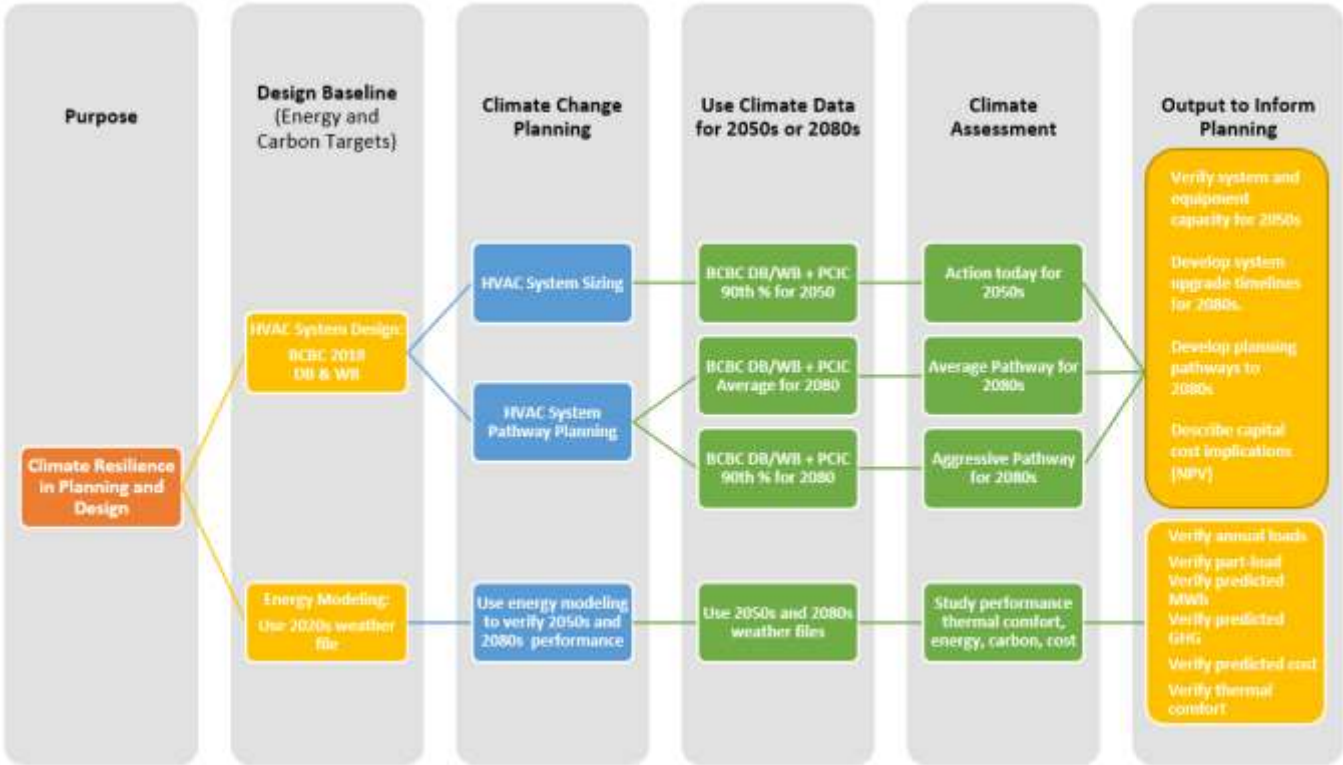 Purpose
Design Baseline
(Energy and
Carbon Targets)
Climate Change
Planning
Use Climate Data
for 2050s or 2080s
Climate
Assessment
Output to Inform
Planning
Climate Resilience
in Planning and
Design
HVAC System Design:
BCBC 2018
DB & WB
Energy Modeling:
Use 2020s weather
file
HVAC System Sizing
HVAC System
Pathway Planning
Use energy modeling
to verify 2050s and
2080s performance
BCBC DB/WB + PCIC
90th % for 2050
BCBC DB/WB + PCIC
Average for 2080
BCBC DB/WB + PCIC
90th % for 2080
Use 2050s and 2080s
weather files
Action today for
2050s
Average Pathway for
2080s
Aggressive Pathway
for 2080s
Study performance
thermal comfort,
energy, carbon, cost
Verify system and
equipment
capacity for 2050s
Develop system
upgrade timelines
for 2080s.
Develop planning
pathways to
2080s
Describe capital
cost implications
(NPV)
Verify annual loads
Verify part-load
Verify predicted
MWh
Verify predicted
GHG
Verify predicted cost
Verify thermal
comfort